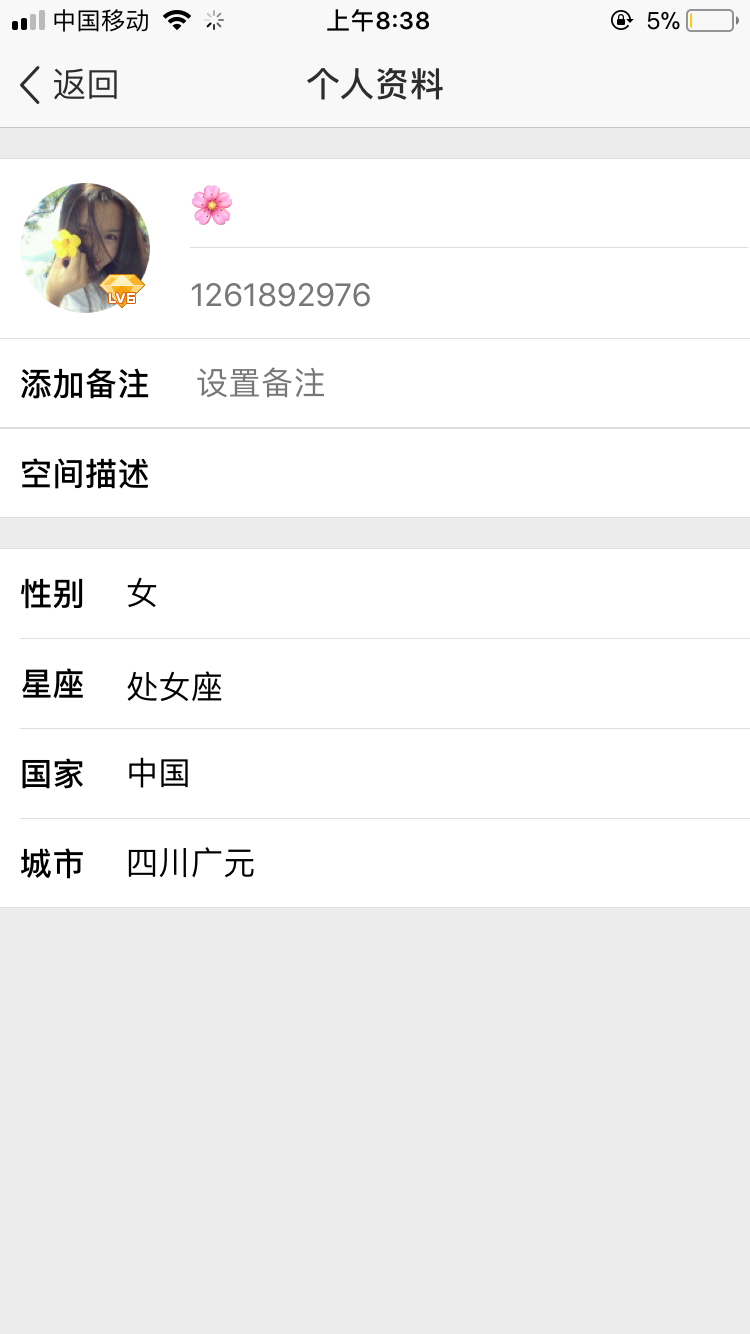 中国移动 上午8:38 5%
返回 个人资料
🌸
LV6
1261892976
添加备注 设置备注
空间描述
性别 女
星座 处女座
国家 中国
城市 四川广元